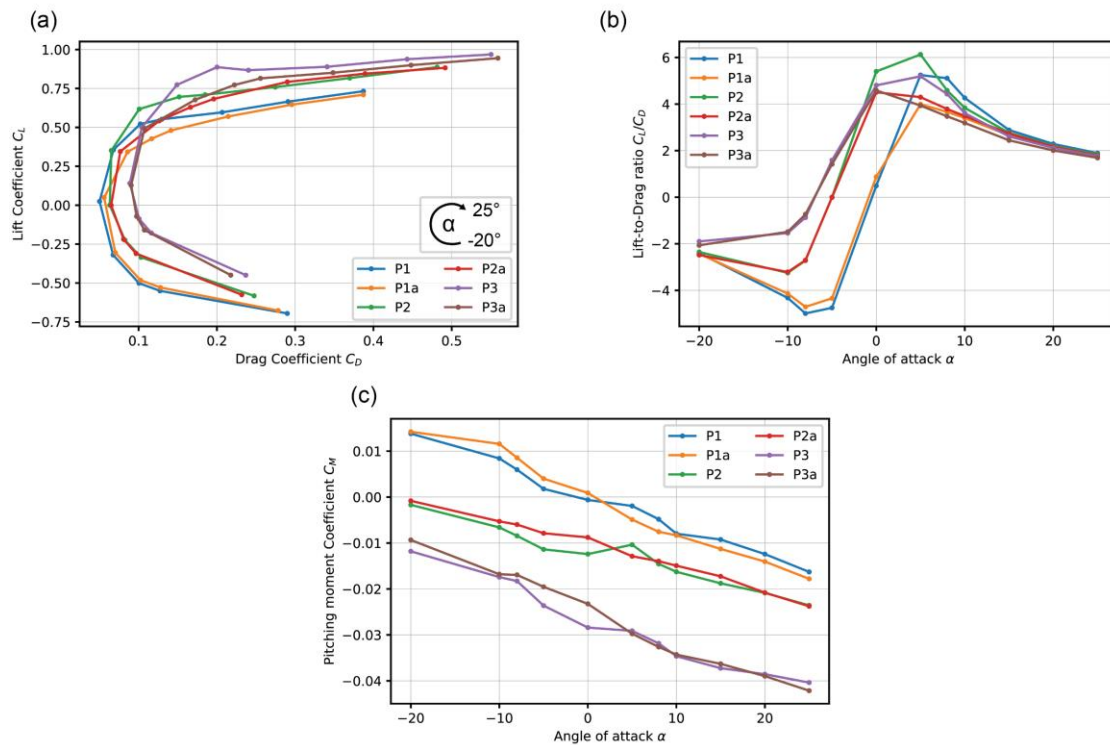 (a)
1.00
0.75
0.50
0.25
0.00
−0.25
−0.50
−0.75
Lift Coefficient C_L
0.1
0.2
0.3
0.4
0.5
Drag Coefficient C_D
α
25°
-20°
P1
P1a
P2
P2a
P3
P3a
(b)
6
4
2
0
−2
−4
Lift-to-Drag ratio C_L/C_D
−20
−10
0
10
20
Angle of attack α
P1
P1a
P2
P2a
P3
P3a
(c)
0.01
0.00
−0.01
−0.02
−0.03
−0.04
Pitching moment Coefficient C_M
−20
−10
0
10
20
Angle of attack α
P1
P1a
P2
P2a
P3
P3a